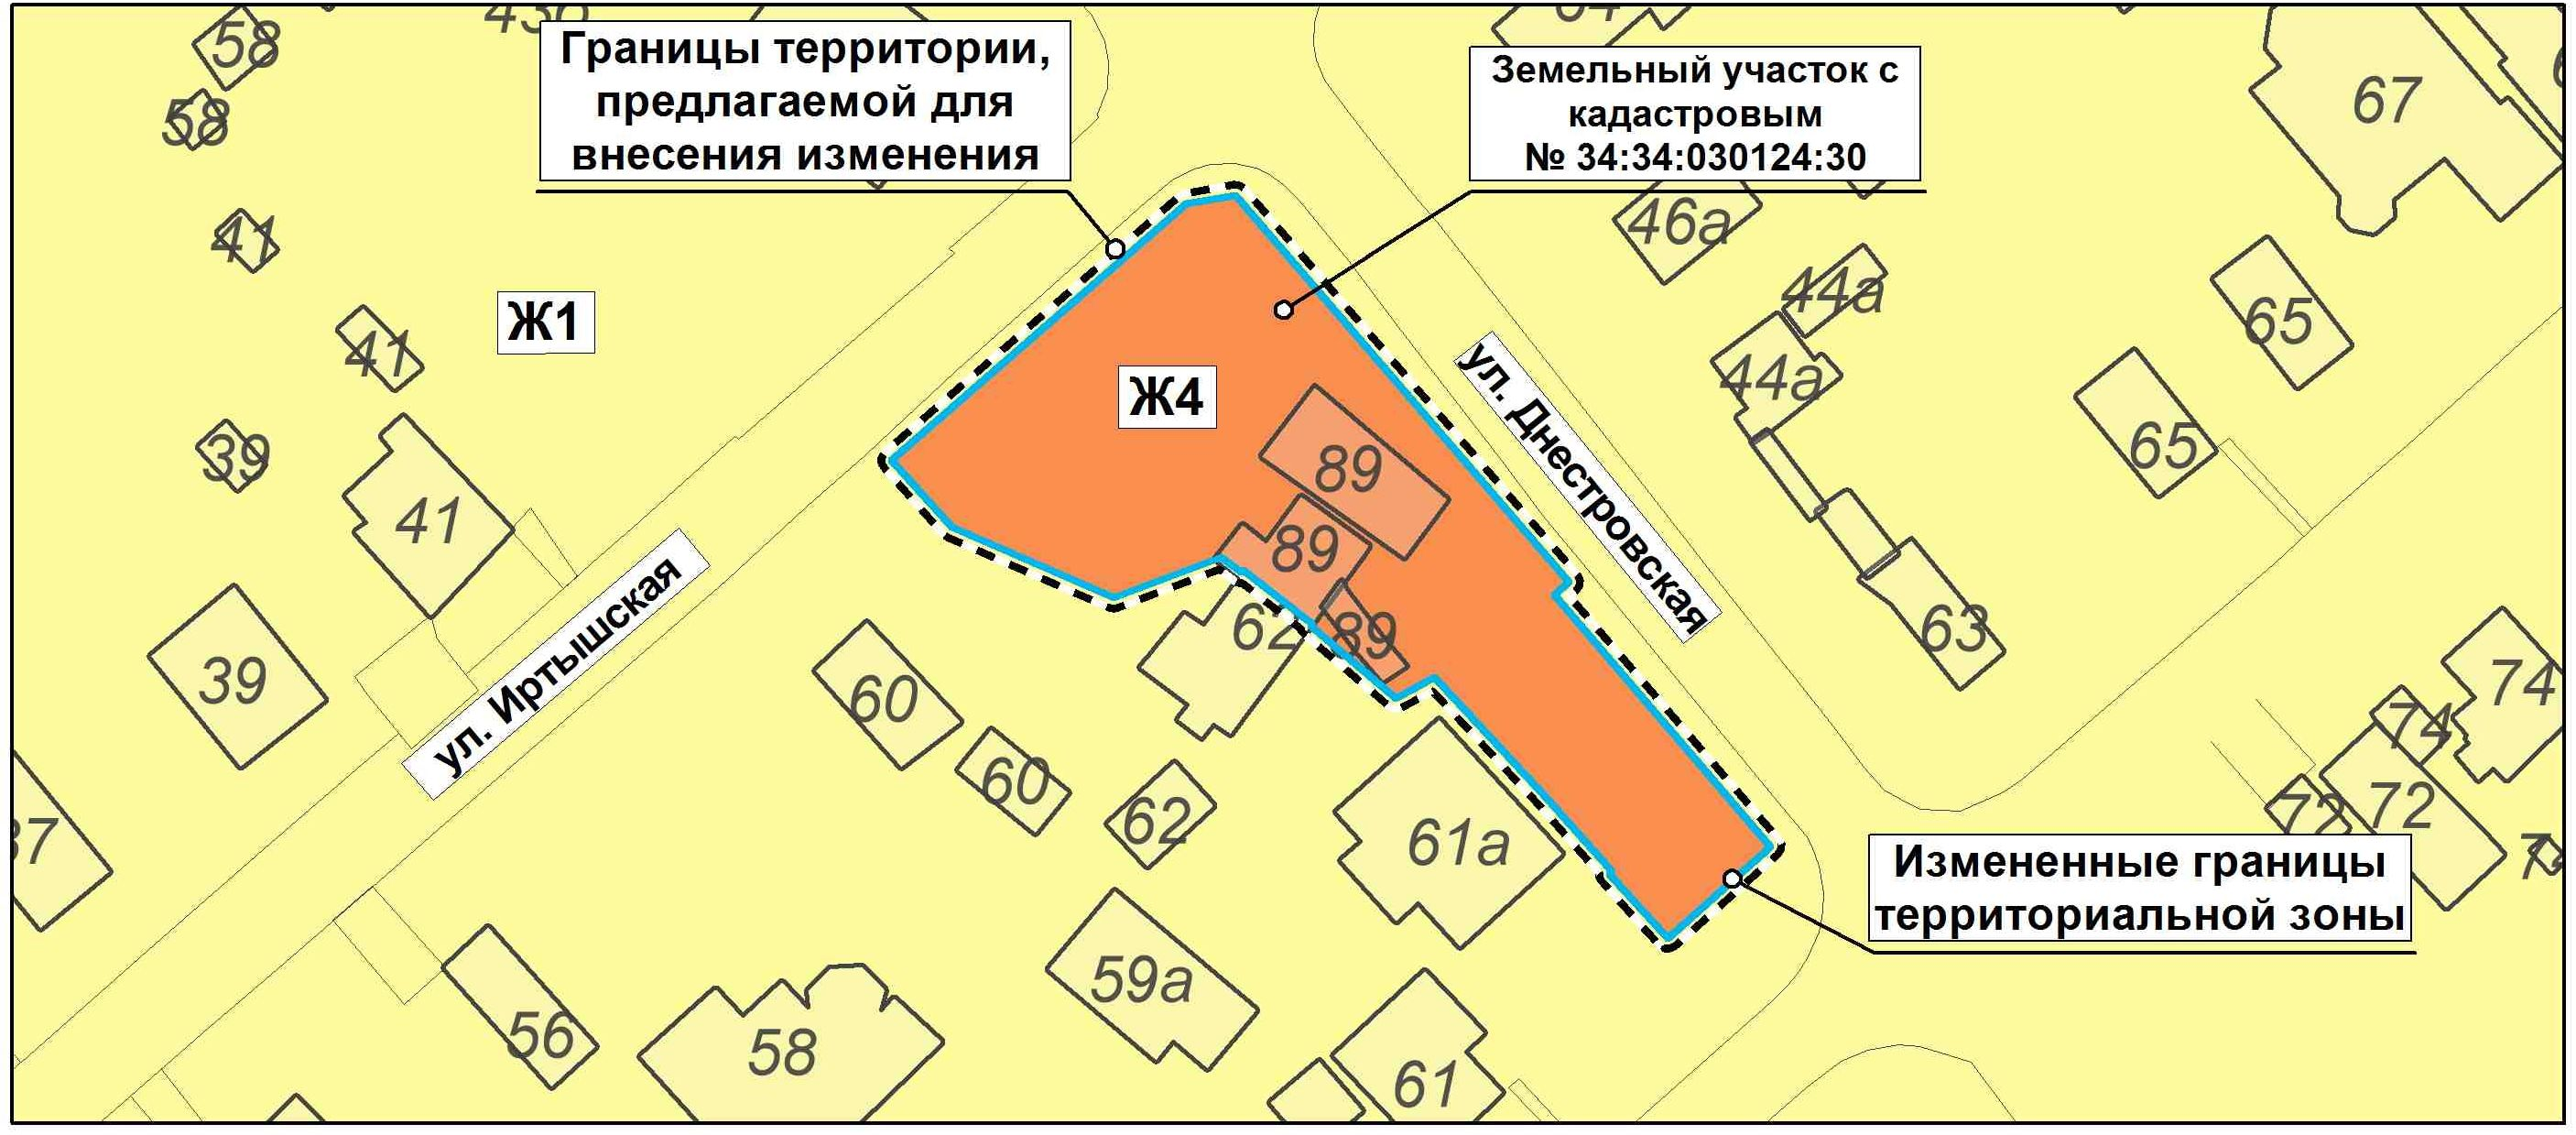 58
43б
Границы территории,
предлагаемой для
внесения изменения
Земельный участок с
кадастровым
№ 34:34:030124:30
67
58
41
Ж1
46а
44а
65
41
44а
Ж4
ул. Днестровская
39
41
89
65
89
62
89
63
39
ул. Иртышская
60
60
62
61а
74
74
72
72
Измененные границы
территориальной зоны
59а
56
58
61